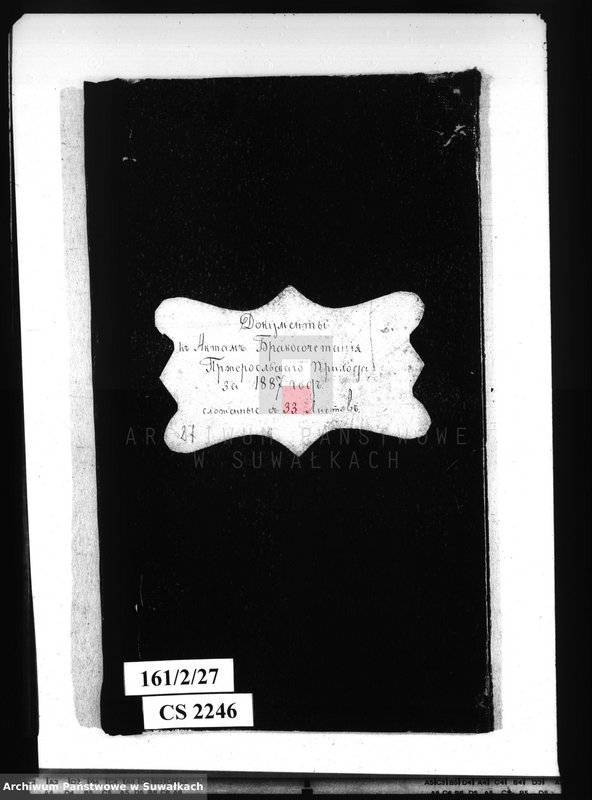 Документы
къ Актамъ Бракосочетанія
Пржеросльскаго Прихода
за 1887 годъ.
сложенные съ 33 Листовъ.
27
ARCHIWUM PAŃSTWOWE
W SUWAŁKACH
161/2/27
CS 2246
Archiwum Państwowe w Suwałkach